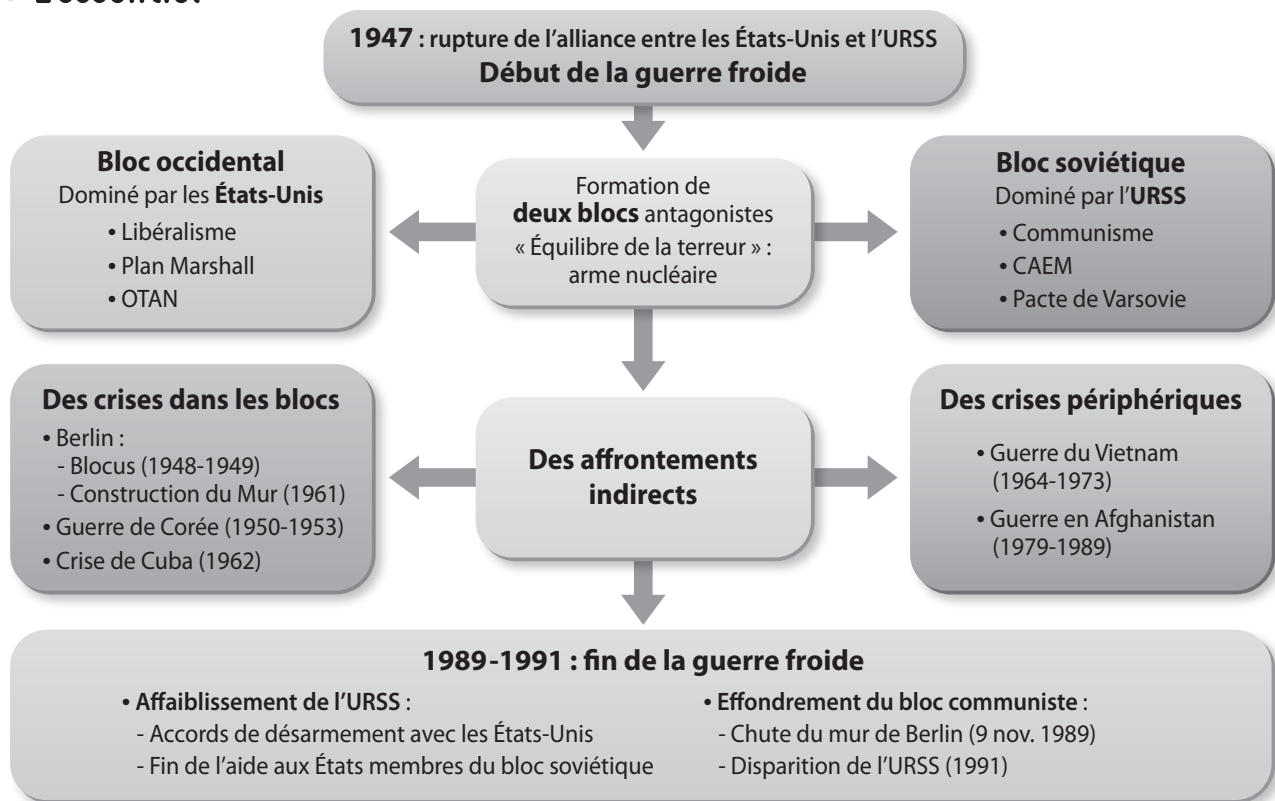 1947 : rupture de l'alliance entre les États-Unis et l'URSS
Début de la guerre froide
Bloc occidental
Dominé par les États-Unis
• Libéralisme
• Plan Marshall
• OTAN
Formation de
deux blocs antagonistes
« Équilibre de la terreur » :
arme nucléaire
Bloc soviétique
Dominé par l'URSS
• Communisme
• CAEM
• Pacte de Varsovie
Des crises dans les blocs
• Berlin :
- Blocus (1948-1949)
- Construction du Mur (1961)
• Guerre de Corée (1950-1953)
• Crise de Cuba (1962)
Des affrontements
indirects
Des crises périphériques
• Guerre du Vietnam
(1964-1973)
• Guerre en Afghanistan
(1979-1989)
1989-1991 : fin de la guerre froide
• Affaiblissement de l'URSS :
- Accords de désarmement avec les États-Unis
- Fin de l'aide aux États membres du bloc soviétique
• Effondrement du bloc communiste :
- Chute du mur de Berlin (9 nov. 1989)
- Disparition de l'URSS (1991)